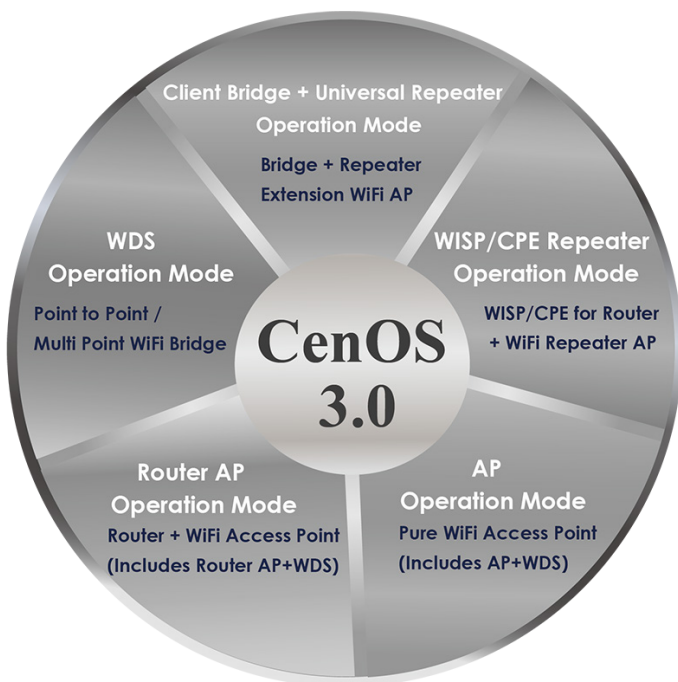 Client Bridge + Universal Repeater
Operation Mode
Bridge + Repeater
Extension WiFi AP
WISP/CPE Repeater
Operation Mode
WISP/CPE for Router
+ WiFi Repeater AP
AP
Operation Mode
Pure WiFi Access Point
(Includes AP+WDS)
Router AP
Operation Mode
Router + WiFi Access Point
(Includes Router AP+WDS)
WDS
Operation Mode
Point to Point /
Multi Point WiFi Bridge
CenOS
3.0